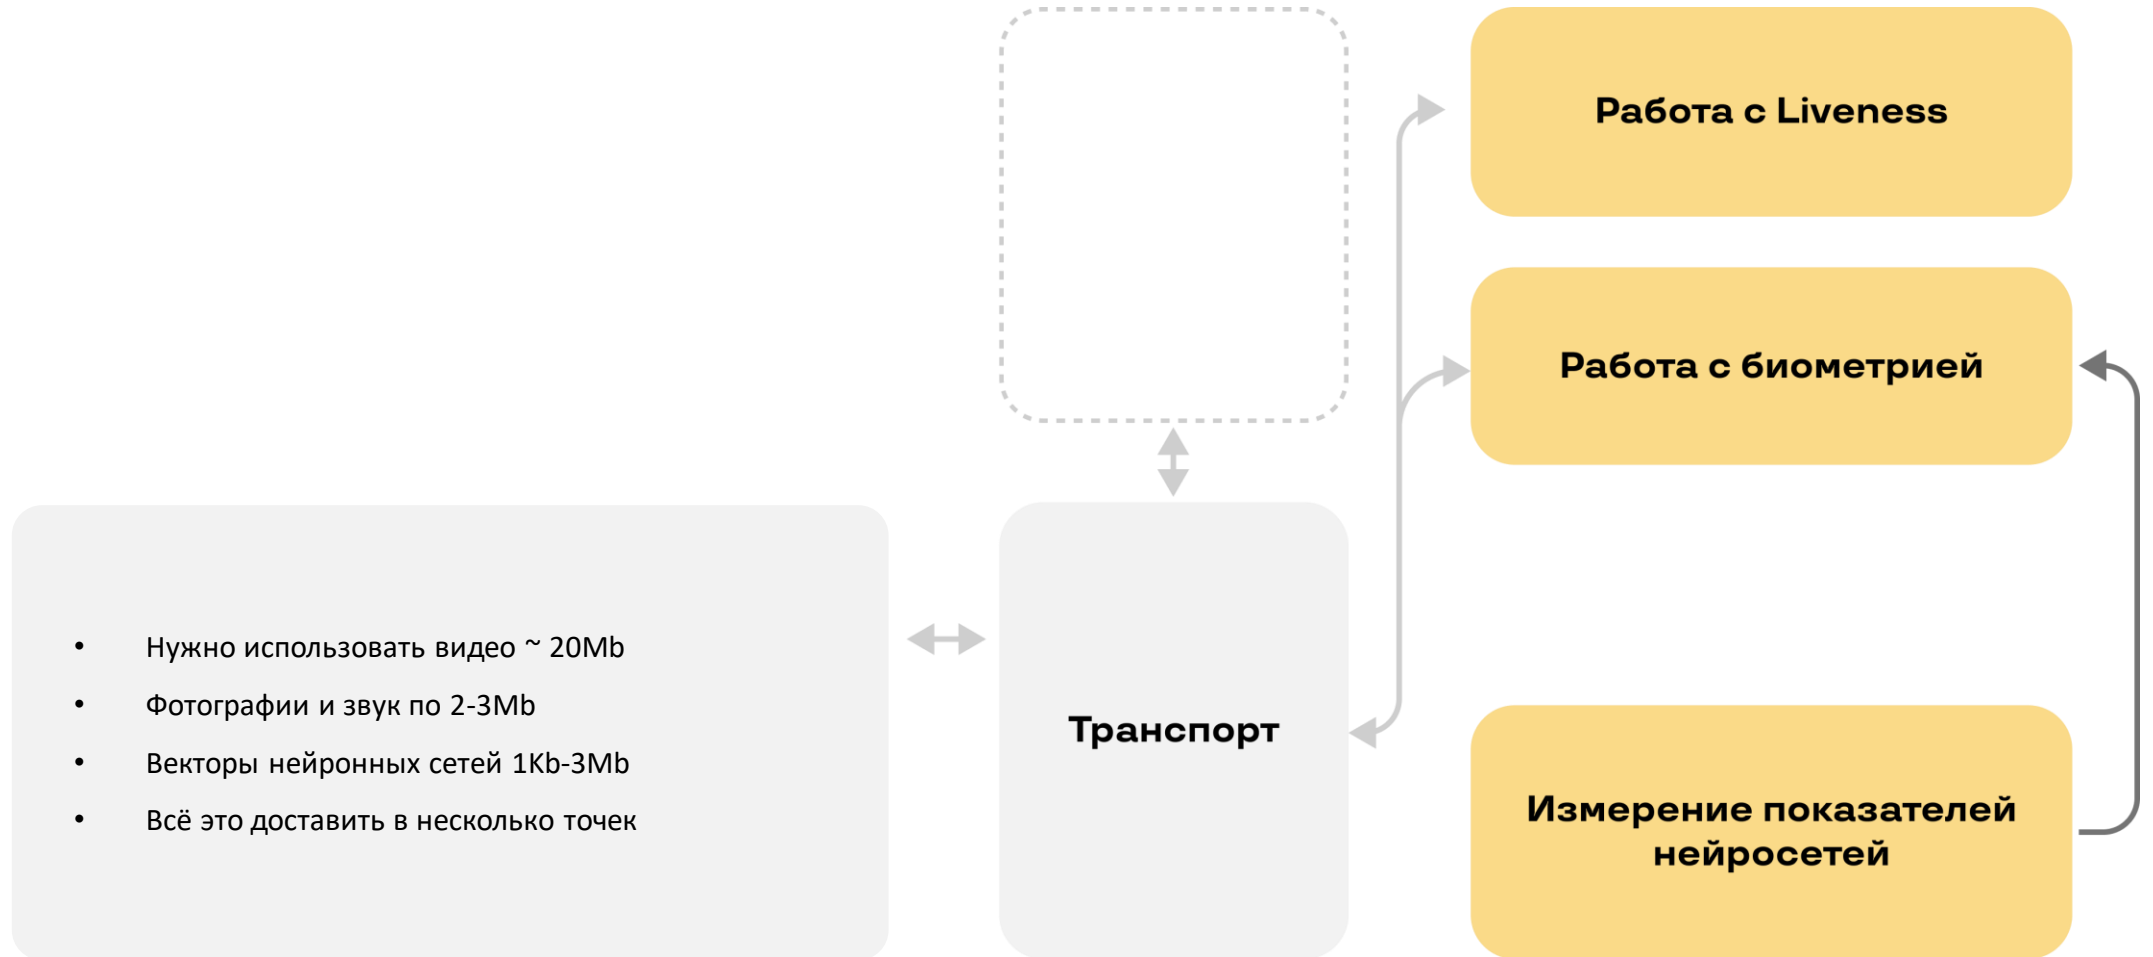 Работа с Liveness
Работа с биометрией
• Нужно использовать видео ~ 20Mb
• Фотографии и звук по 2-3Mb
• Векторы нейронных сетей 1Kb-3Mb
• Всё это доставить в несколько точек
Транспорт
Измерение показателей
нейросетей